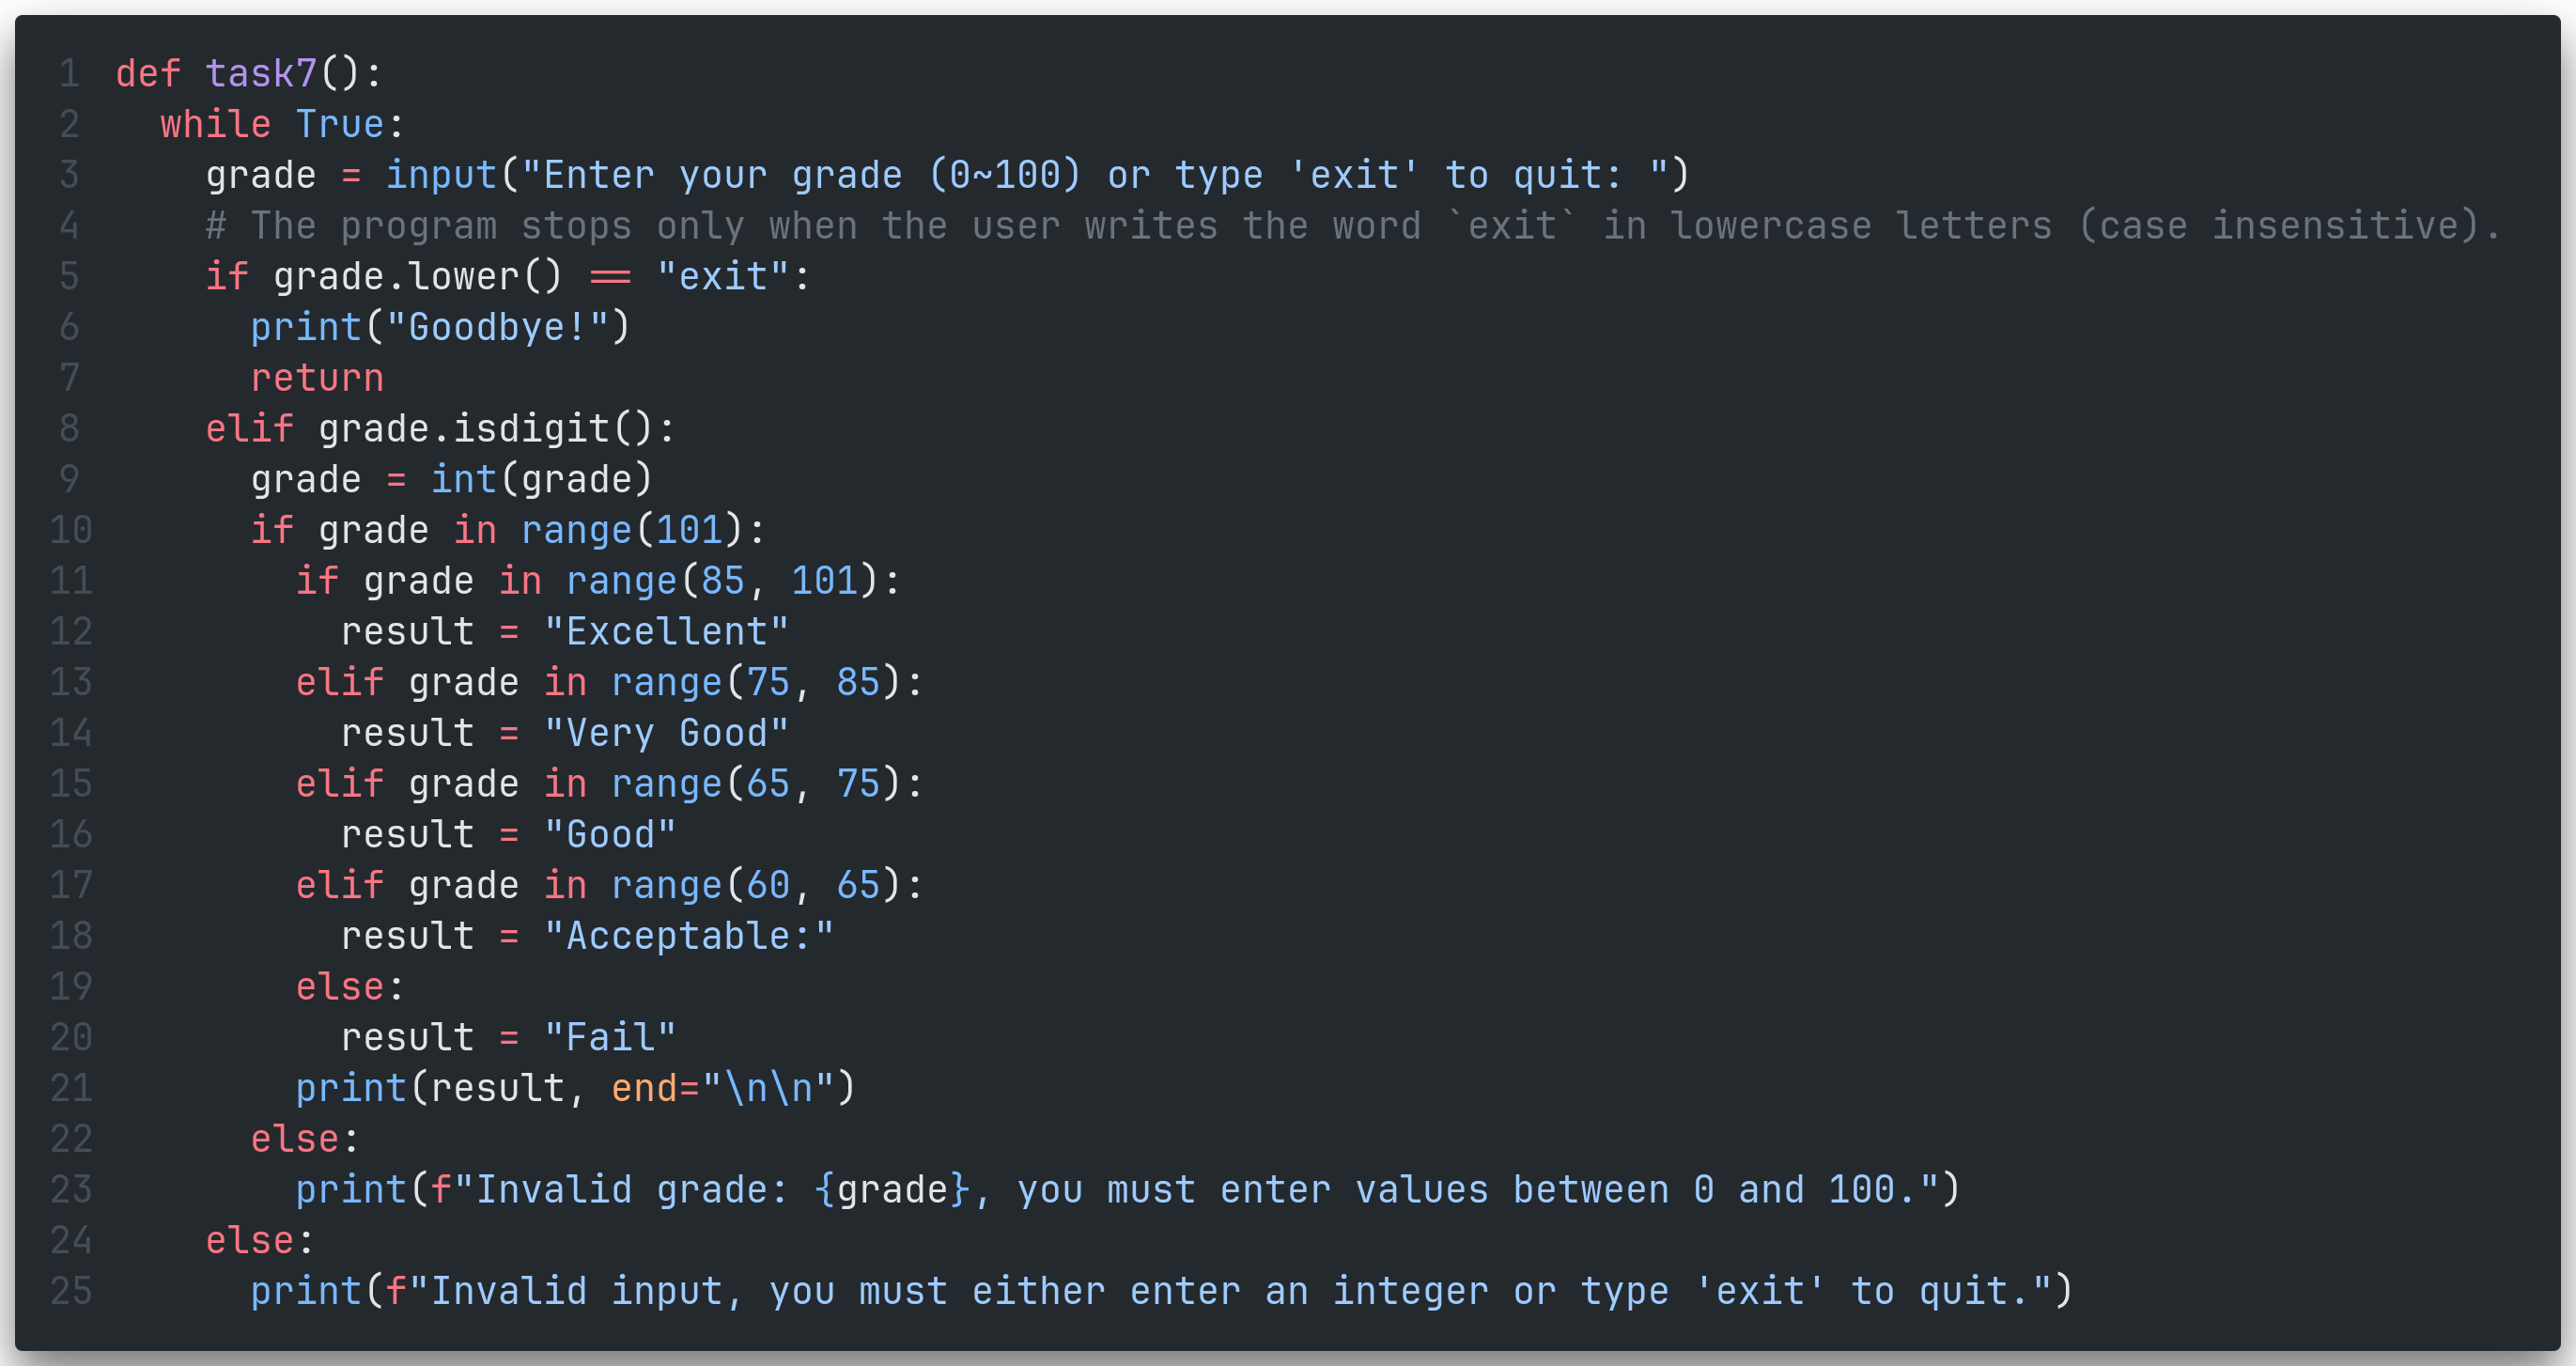 1 def task7():
2   while True:
3     grade = input("Enter your grade (0~100) or type 'exit' to quit: ")
4     # The program stops only when the user writes the word `exit` in lowercase letters (case insensitive).
5     if grade.lower() == "exit":
6       print("Goodbye!")
7       return
8     elif grade.isdigit():
9       grade = int(grade)
10       if grade in range(101):
11         if grade in range(85, 101):
12           result = "Excellent"
13         elif grade in range(75, 85):
14           result = "Very Good"
15         elif grade in range(65, 75):
16           result = "Good"
17         elif grade in range(60, 65):
18           result = "Acceptable:"
19         else:
20           result = "Fail"
21         print(result, end="\n\n")
22       else:
23         print(f"Invalid grade: {grade}, you must enter values between 0 and 100.")
24     else:
25       print(f"Invalid input, you must either enter an integer or type 'exit' to quit.")